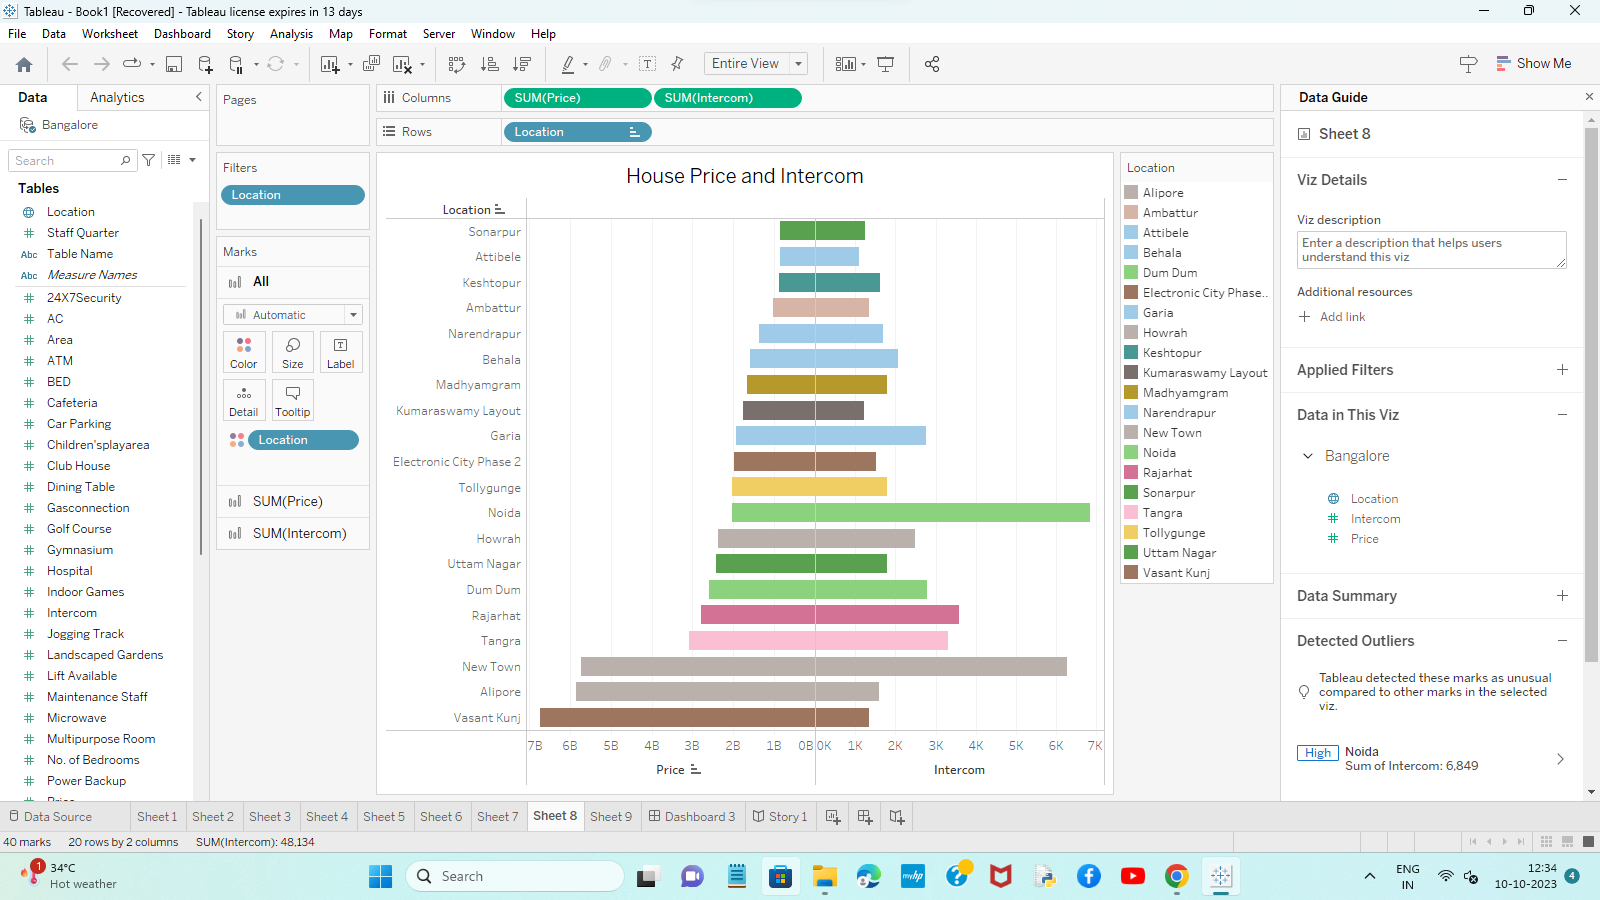 Tableau - Book1 [Recovered] - Tableau license expires in 13 days
File Data Worksheet Dashboard Story Analysis Map Format Server Window Help
Entire View
Show Me
Data Analytics
Bangalore
Search
Tables
Location
Staff Quarter
Abc Table Name
Abc Measure Names
24X7Security
AC
Area
ATM
BED
Cafeteria
Car Parking
Children'splayarea
Club House
Dining Table
Gasconnection
Golf Course
Gymnasium
Hospital
Indoor Games
Intercom
Jogging Track
Landscaped Gardens
Lift Available
Maintenance Staff
Microwave
Multipurpose Room
No. of Bedrooms
Power Backup
Pages
Filters
Location
Marks
All
Automatic
Color Size Label
Detail Tooltip
Location
SUM(Price)
SUM(Intercom)
Columns SUM(Price) SUM(Intercom)
Rows Location
House Price and Intercom
Location
Sonarpur
Attibele
Keshtopur
Ambattur
Narendrapur
Behala
Madhyamgram
Kumaraswamy Layout
Garia
Electronic City Phase 2
Tollygunge
Noida
Howrah
Uttam Nagar
Dum Dum
Rajarhat
Tangra
New Town
Alipore
Vasant Kunj
7B 6B 5B 4B 3B 2B 1B 0B 0K 1K 2K 3K 4K 5K 6K 7K
Price Intercom
Location
Alipore
Ambattur
Attibele
Behala
Dum Dum
Electronic City Phase..
Garia
Howrah
Keshtopur
Kumaraswamy Layout
Madhyamgram
Narendrapur
New Town
Noida
Rajarhat
Sonarpur
Tangra
Tollygunge
Uttam Nagar
Vasant Kunj
Data Guide
Sheet 8
Viz Details
Viz description
Enter a description that helps users
understand this viz
Additional resources
Add link
Applied Filters
Data in This Viz
Bangalore
Location
Intercom
Price
Data Summary
Detected Outliers
Tableau detected these marks as unusual
compared to other marks in the selected
viz.
High Noida
Sum of Intercom: 6,849
Data Source Sheet 1 Sheet 2 Sheet 3 Sheet 4 Sheet 5 Sheet 6 Sheet 7 Sheet 8 Sheet 9 Dashboard 3 Story 1
40 marks 20 rows by 2 columns SUM(Intercom): 48,134
1
34°C
Hot weather
Search
myhp
ENG
IN
12:34
10-10-2023
4